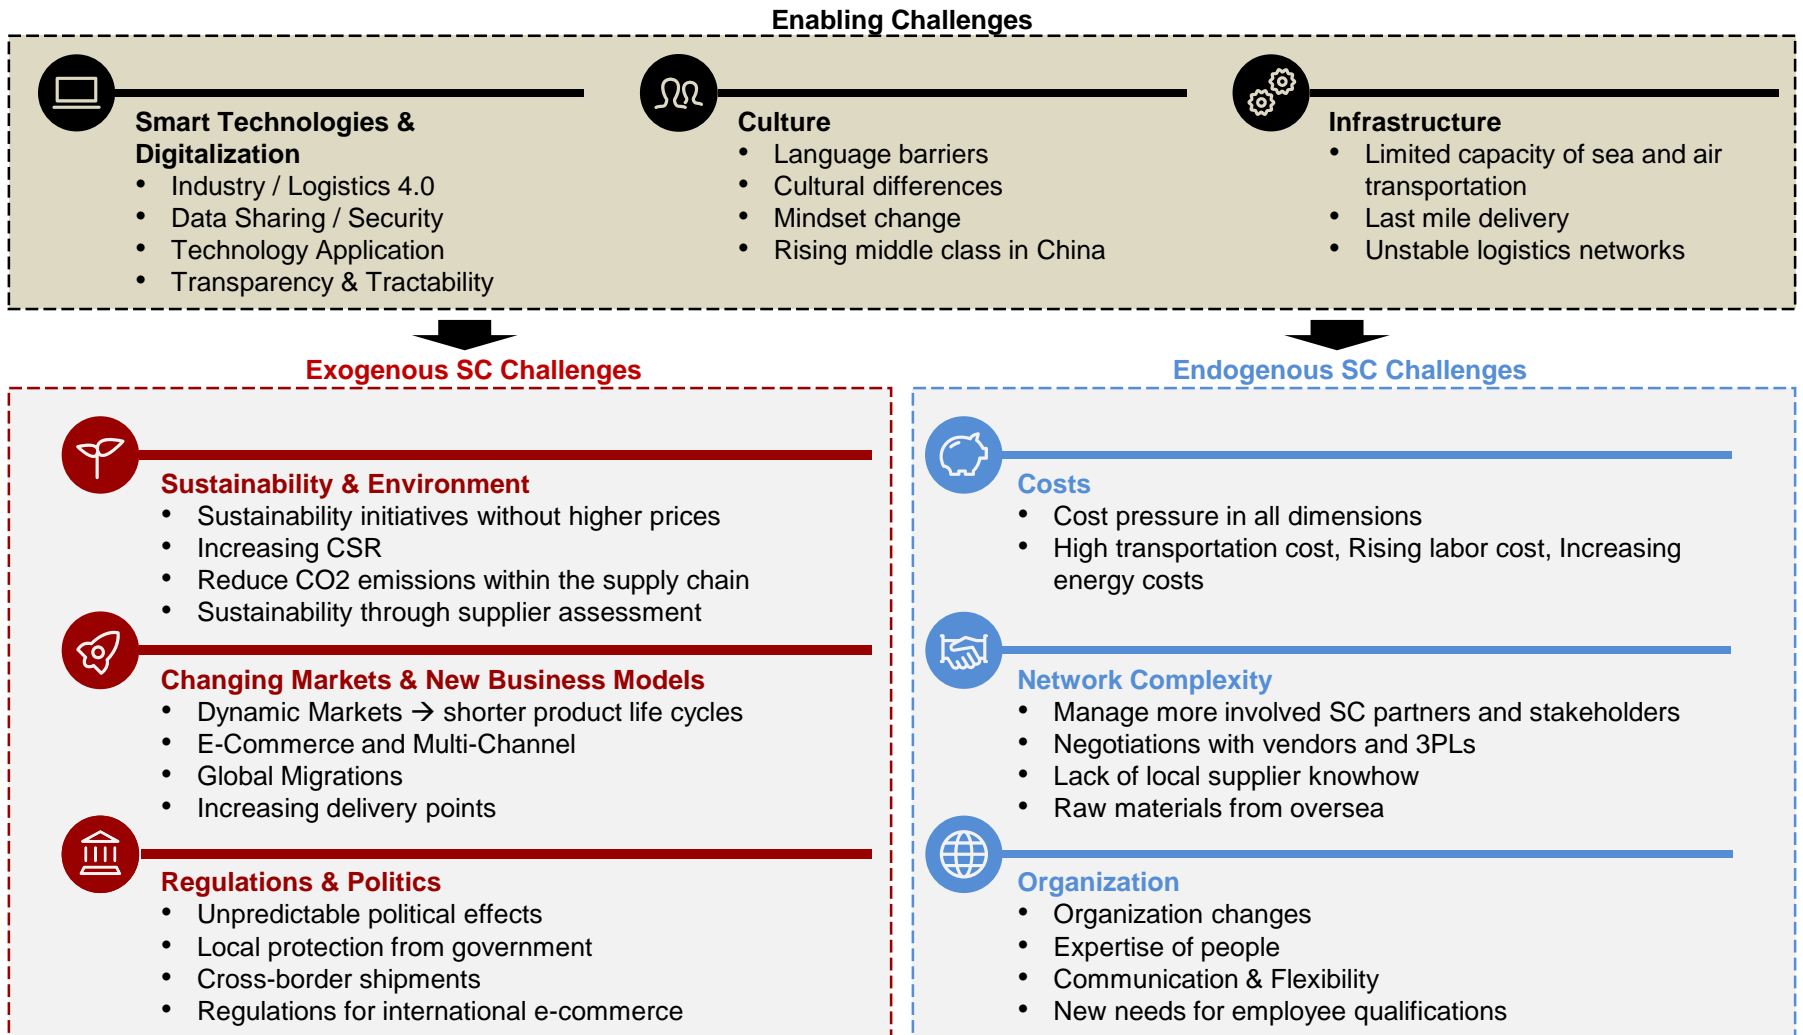 Enabling Challenges
Smart Technologies &
Digitalization
• Industry / Logistics 4.0
• Data Sharing / Security
• Technology Application
• Transparency & Tractability
Culture
• Language barriers
• Cultural differences
• Mindset change
• Rising middle class in China
Infrastructure
• Limited capacity of sea and air
transportation
• Last mile delivery
• Unstable logistics networks
Exogenous SC Challenges
Sustainability & Environment
• Sustainability initiatives without higher prices
• Increasing CSR
• Reduce CO2 emissions within the supply chain
• Sustainability through supplier assessment
Changing Markets & New Business Models
• Dynamic Markets → shorter product life cycles
• E-Commerce and Multi-Channel
• Global Migrations
• Increasing delivery points
Regulations & Politics
• Unpredictable political effects
• Local protection from government
• Cross-border shipments
• Regulations for international e-commerce
Endogenous SC Challenges
Costs
• Cost pressure in all dimensions
• High transportation cost, Rising labor cost, Increasing
energy costs
Network Complexity
• Manage more involved SC partners and stakeholders
• Negotiations with vendors and 3PLs
• Lack of local supplier knowhow
• Raw materials from oversea
Organization
• Organization changes
• Expertise of people
• Communication & Flexibility
• New needs for employee qualifications